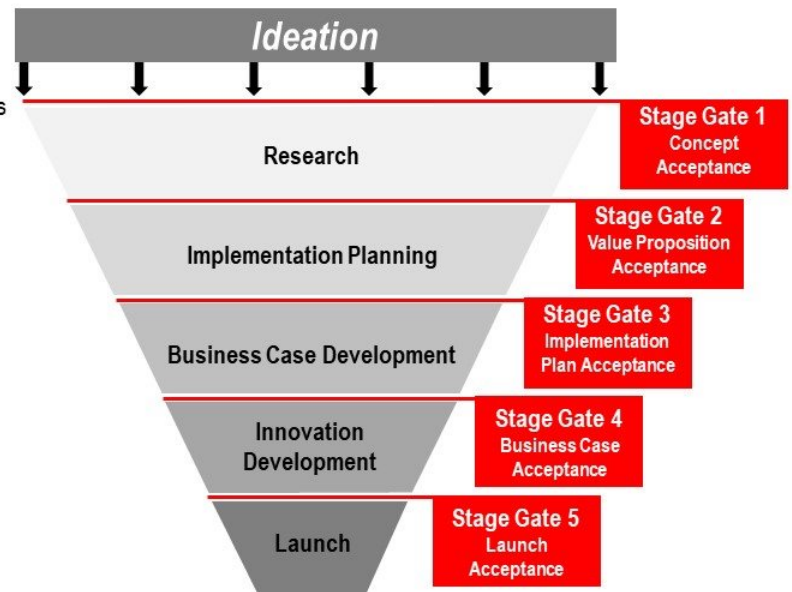 Ideation
s
Stage Gate 1
Concept
Acceptance
Research
Stage Gate 2
Value Proposition
Acceptance
Implementation Planning
Stage Gate 3
Implementation
Plan Acceptance
Business Case Development
Stage Gate 4
Business Case
Acceptance
Innovation
Development
Stage Gate 5
Launch
Acceptance
Launch